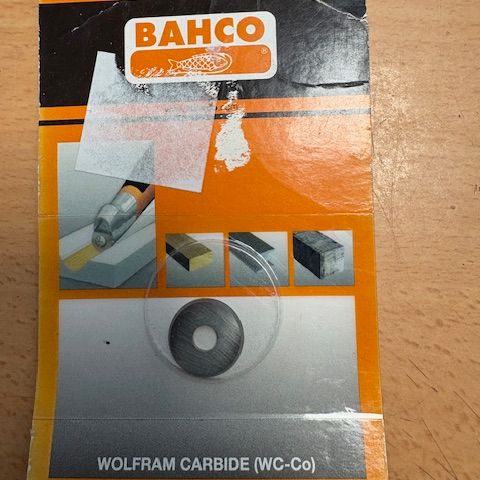 BAHCO
®
WOLFRAM CARBIDE (WC-Co)